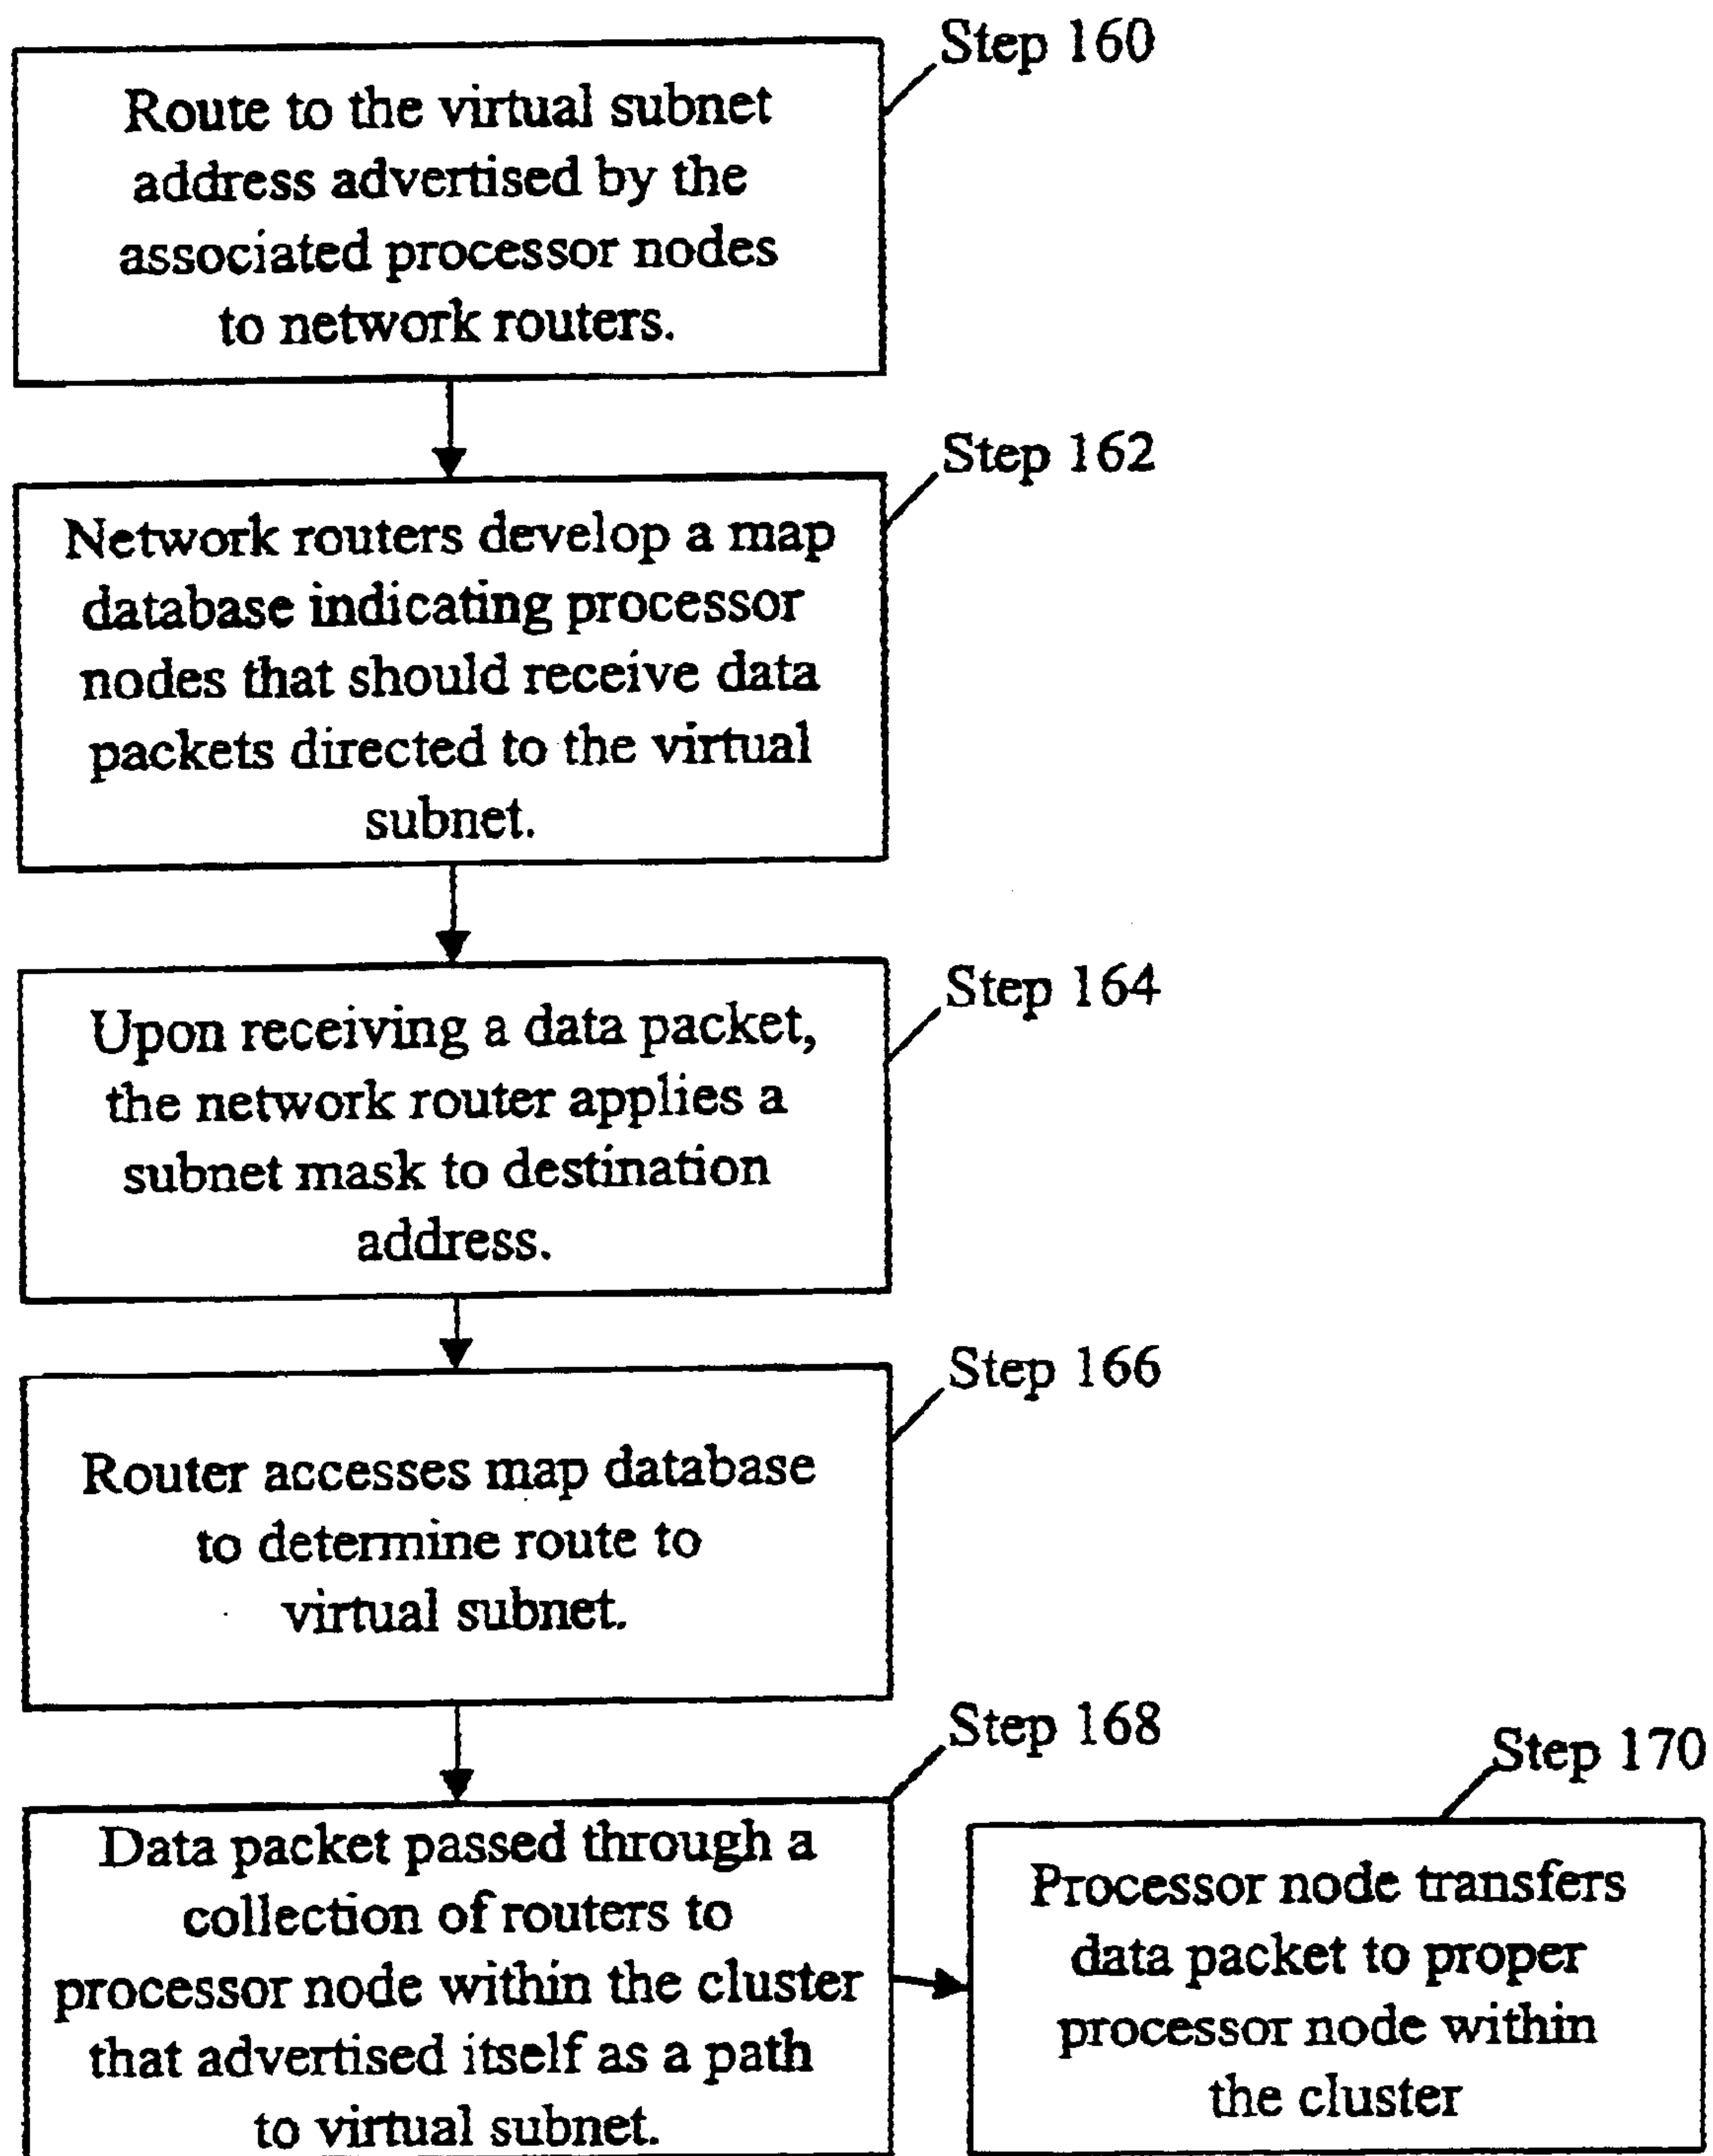 Step 160
Route to the virtual subnet
address advertised by the
associated processor nodes
to network routers.
Step 162
Network routers develop a map
database indicating processor
nodes that should receive data
packets directed to the virtual
subnet.
Step 164
Upon receiving a data packet,
the network router applies a
subnet mask to destination
address.
Step 166
Router accesses map database
to determine route to
virtual subnet.
Step 168
Data packet passed through a
collection of routers to
processor node within the cluster
that advertised itself as a path
to virtual subnet.
Step 170
Processor node transfers
data packet to proper
processor node within
the cluster